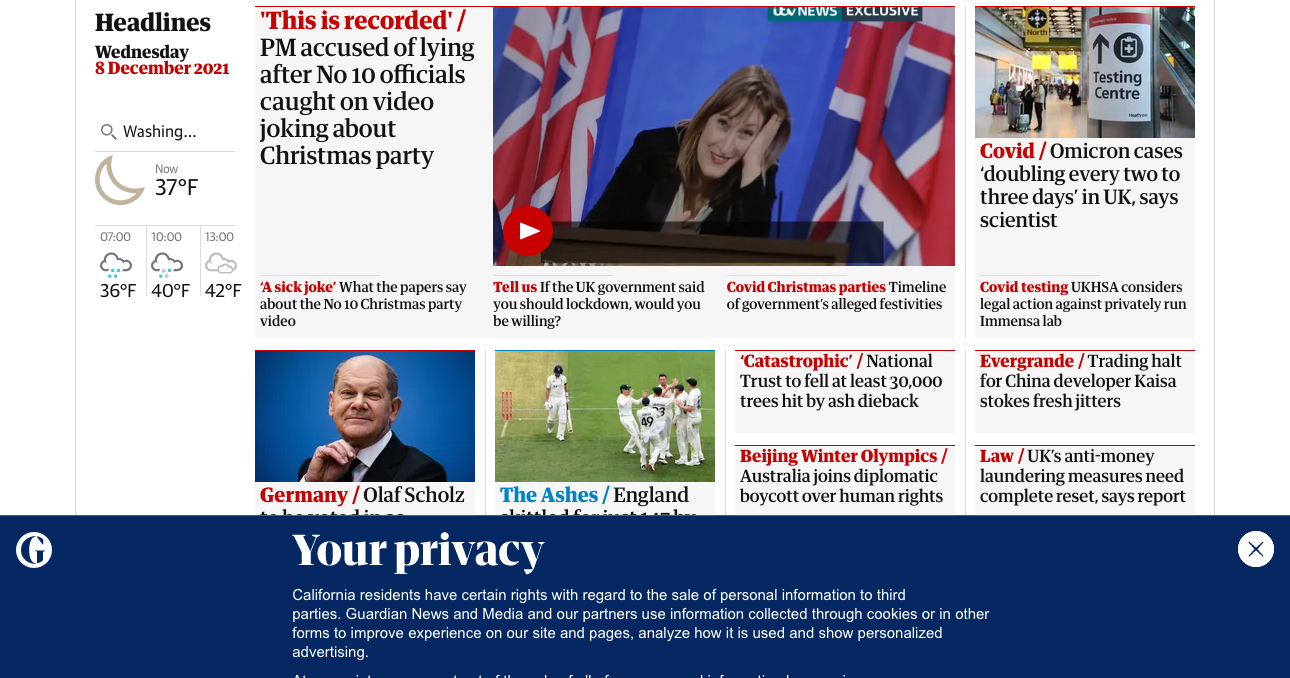 Headlines
Wednesday
8 December 2021
Washing...
Now
37°F
07:00
10:00
13:00
36°F
40°F
42°F
'This is recorded' /
PM accused of lying
after No 10 officials
caught on video
joking about
Christmas party
itv NEWS EXCLUSIVE
North
Testing
Centre
Heathrow
Covid / Omicron cases
‘doubling every two to
three days’ in UK, says
scientist
‘A sick joke’ What the papers say
about the No 10 Christmas party
video
Tell us If the UK government said
you should lockdown, would you
be willing?
Covid Christmas parties Timeline
of government’s alleged festivities
Covid testing UKHSA considers
legal action against privately run
Immensa lab
49
Germany / Olaf Scholz
The Ashes / England
‘Catastrophic’ / National
Trust to fell at least 30,000
trees hit by ash dieback
Evergrande / Trading halt
for China developer Kaisa
stokes fresh jitters
Beijing Winter Olympics /
Australia joins diplomatic
boycott over human rights
Law / UK’s anti-money
laundering measures need
complete reset, says report
Your privacy
California residents have certain rights with regard to the sale of personal information to third
parties. Guardian News and Media and our partners use information collected through cookies or in other
forms to improve experience on our site and pages, analyze how it is used and show personalized
advertising.